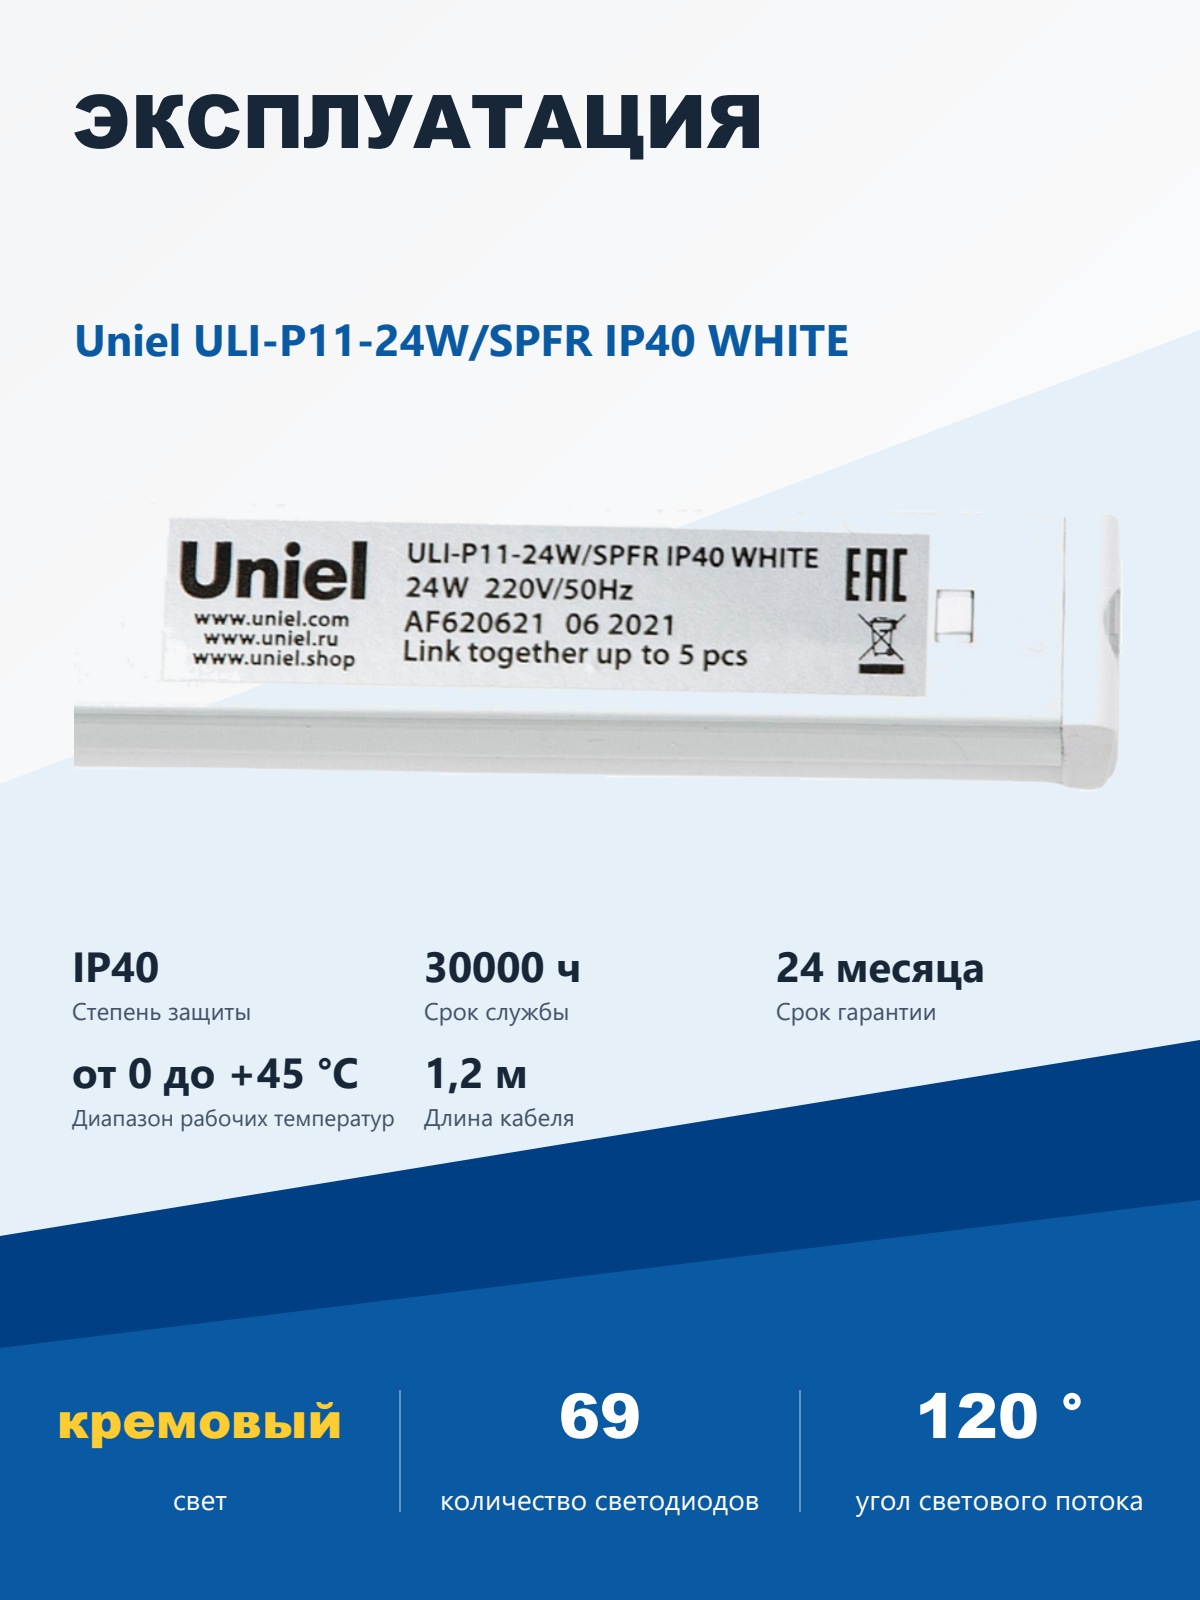 ЭКСПЛУАТАЦИЯ
Uniel ULI-P11-24W/SPFR IP40 WHITE
Uniel
www.uniel.com
www.uniel.ru
www.uniel.shop
ULI-P11-24W/SPFR IP40 WHITE
24W 220V/50Hz
AF620621 06 2021
Link together up to 5 pcs
EAC
IP40
Степень защиты
30000 ч
Срок службы
24 месяца
Срок гарантии
от 0 до +45 °C
Диапазон рабочих температур
1,2 м
Длина кабеля
кремовый
свет
69
количество светодиодов
120 °
угол светового потока